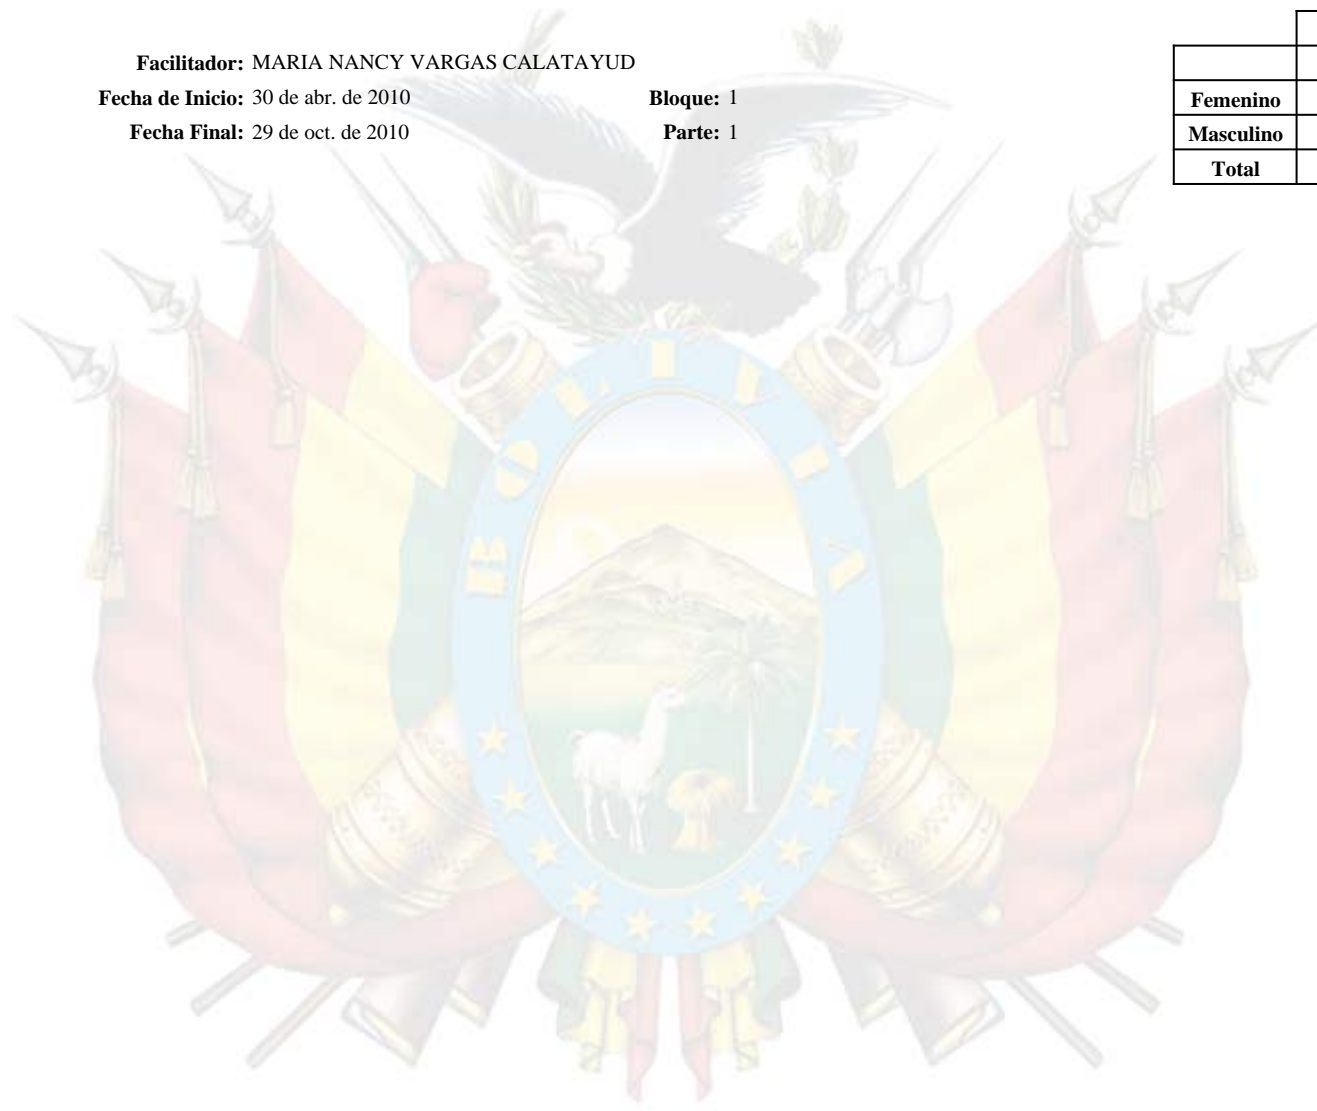 Facilitador: MARIA NANCY VARGAS CALATAYUD
Fecha de Inicio: 30 de abr. de 2010 Bloque: 1
Fecha Final: 29 de oct. de 2010 Parte: 1
Femenino
Masculino
Total
BOLIVIA